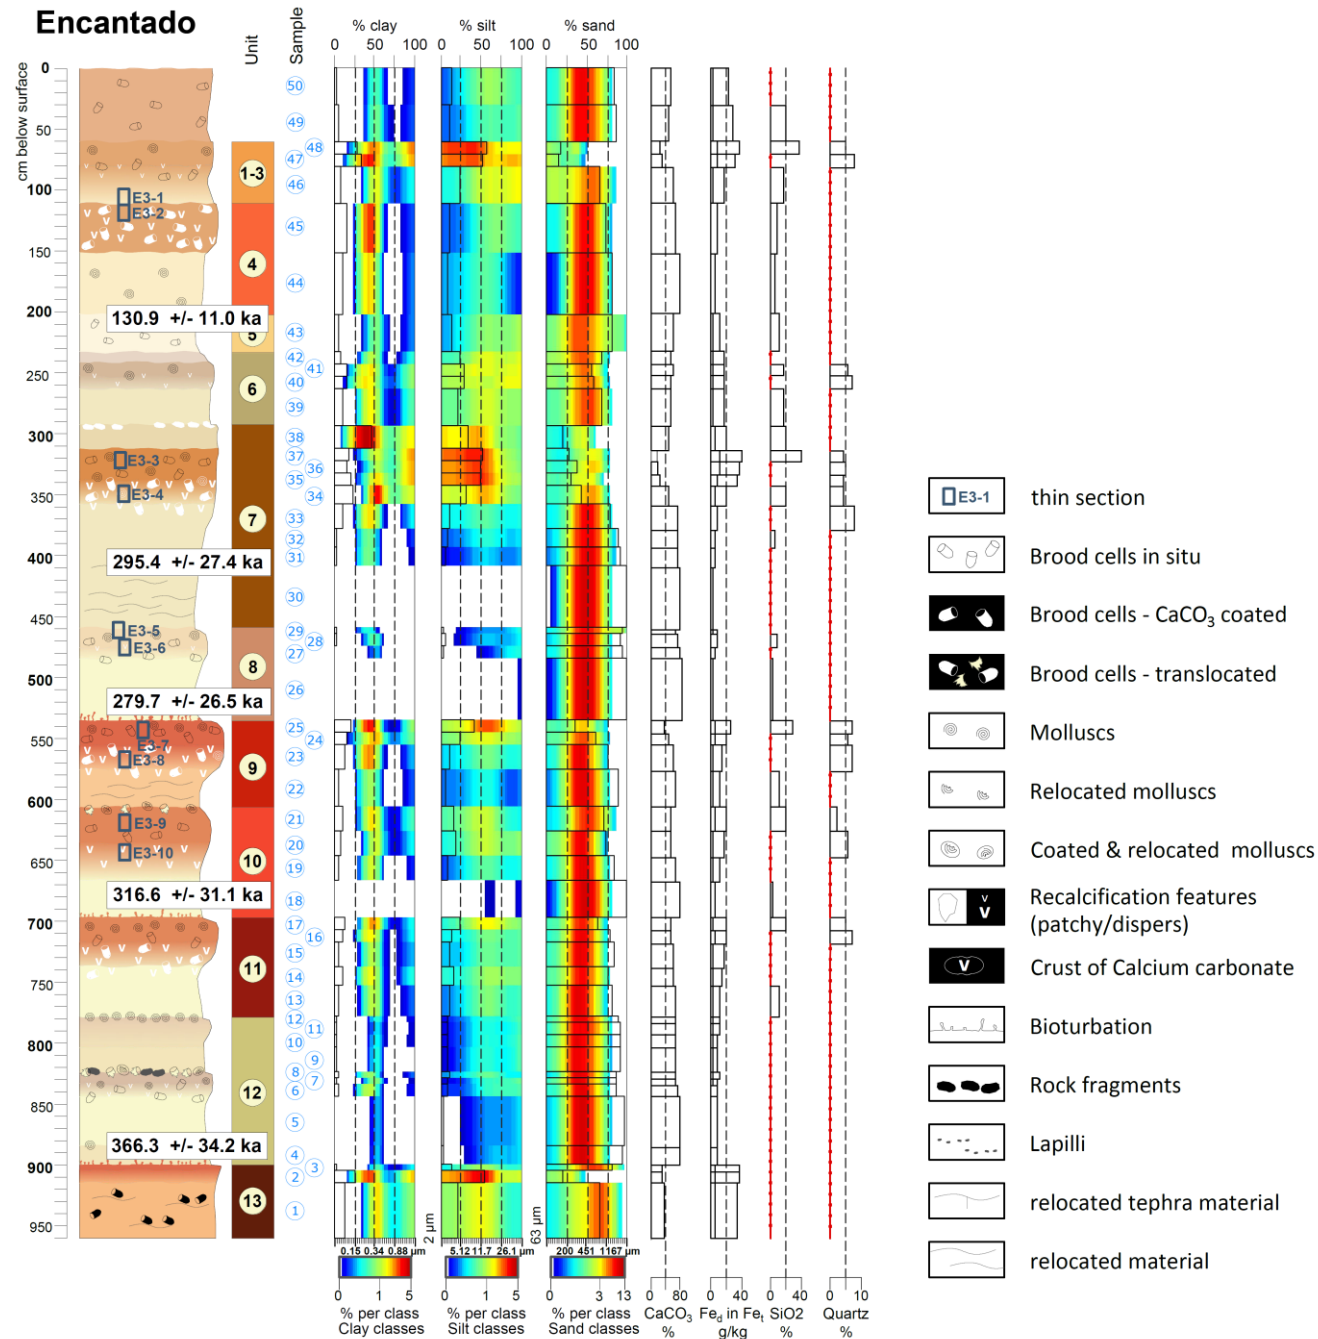 Encantado
Unit
Sample
% clay
% silt
% sand
0 50 100
0 50 100
0 50 100
cm below surface
0
50
100
150
200
250
300
350
400
450
500
550
600
650
700
750
800
850
900
950
E3-1
E3-2
E3-3
E3-4
E3-5
E3-6
E3-7
E3-8
E3-9
E3-10
130.9 +/- 11.0 ka
295.4 +/- 27.4 ka
279.7 +/- 26.5 ka
316.6 +/- 31.1 ka
366.3 +/- 34.2 ka
1-3
4
5
6
7
8
9
10
11
12
13
50
49
48
47
46
45
44
43
42
41
40
39
38
37
36
35
34
33
32
31
30
29
28
27
26
25
24
23
22
21
20
19
18
17
16
15
14
13
12
11
10
9
8
7
6
5
4
3
2
1
2 µm
63 µm
0.15 0.34 0.88 µm
5.12 11.7 26.1 µm
200 451 1167 µm
0 1 5
0 1 5
0 3 13
% per class
Clay classes
% per class
Silt classes
% per class
Sand classes
0 80
CaCO₃
%
0 40
Fed in Fet
g/kg
0 40
SiO2
%
0 10
Quartz
%
E3-1 thin section
Brood cells in situ
Brood cells - CaCO₃ coated
Brood cells - translocated
Molluscs
Relocated molluscs
Coated & relocated molluscs
V
V
Recalcification features
(patchy/dispers)
V Crust of Calcium carbonate
Bioturbation
Rock fragments
Lapilli
relocated tephra material
relocated material